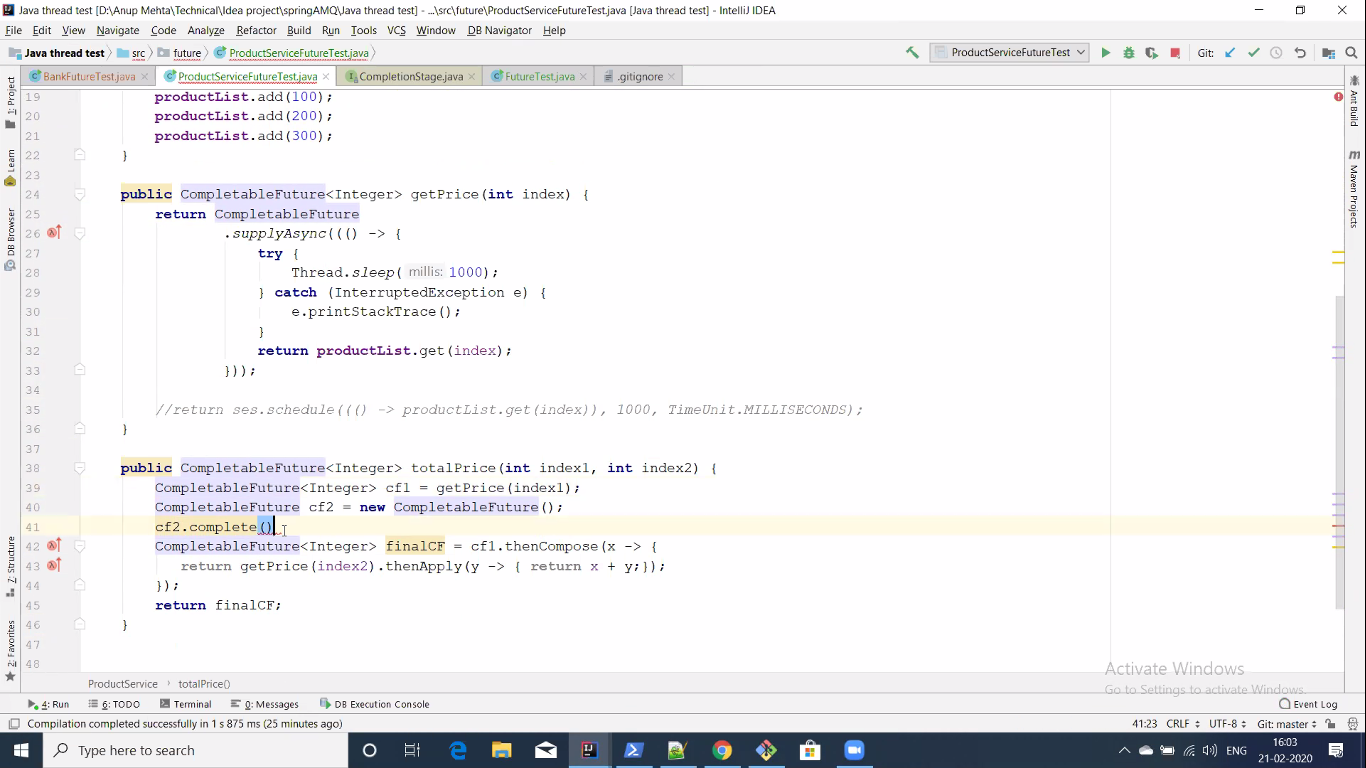 Java thread test [D:\Anup Mehta\Technical\Idea project\springAMQ\Java thread test] - ...\src\future\ProductServiceFutureTest.java [Java thread test] - IntelliJ IDEA
File Edit View Navigate Code Analyze Refactor Build Run Tools VCS Window DB Navigator Help
Java thread test src future ProductServiceFutureTest.java ProductServiceFutureTest Git:
BankFutureTest.java ProductServiceFutureTest.java CompletionStage.java FutureTest.java .gitignore
1: Project
Learn
DB Browser
7: Structure
2: Favorites
Ant Build
Maven Projects
19 productList.add(100);
20 productList.add(200);
21 productList.add(300);
22 }
23
24 public CompletableFuture<Integer> getPrice(int index) {
25 return CompletableFuture
26 .supplyAsync((() -> {
27 try {
28 Thread.sleep( millis: 1000);
29 } catch (InterruptedException e) {
30 e.printStackTrace();
31 }
32 return productList.get(index);
33 }));
34
35 //return ses.schedule((() -> productList.get(index)), 1000, TimeUnit.MILLISECONDS);
36 }
37
38 public CompletableFuture<Integer> totalPrice(int index1, int index2) {
39 CompletableFuture<Integer> cf1 = getPrice(index1);
40 CompletableFuture cf2 = new CompletableFuture();
41 cf2.complete()
42 CompletableFuture<Integer> finalCF = cf1.thenCompose(x -> {
43 return getPrice(index2).thenApply(y -> { return x + y;});
44 });
45 return finalCF;
46 }
47
48
Activate Windows
Go to Settings to activate Windows.
ProductService totalPrice()
4: Run 6: TODO Terminal 0: Messages DB Execution Console Event Log
Compilation completed successfully in 1 s 875 ms (25 minutes ago) 41:23 CRLF UTF-8 Git: master
Type here to search ENG 16:03
21-02-2020